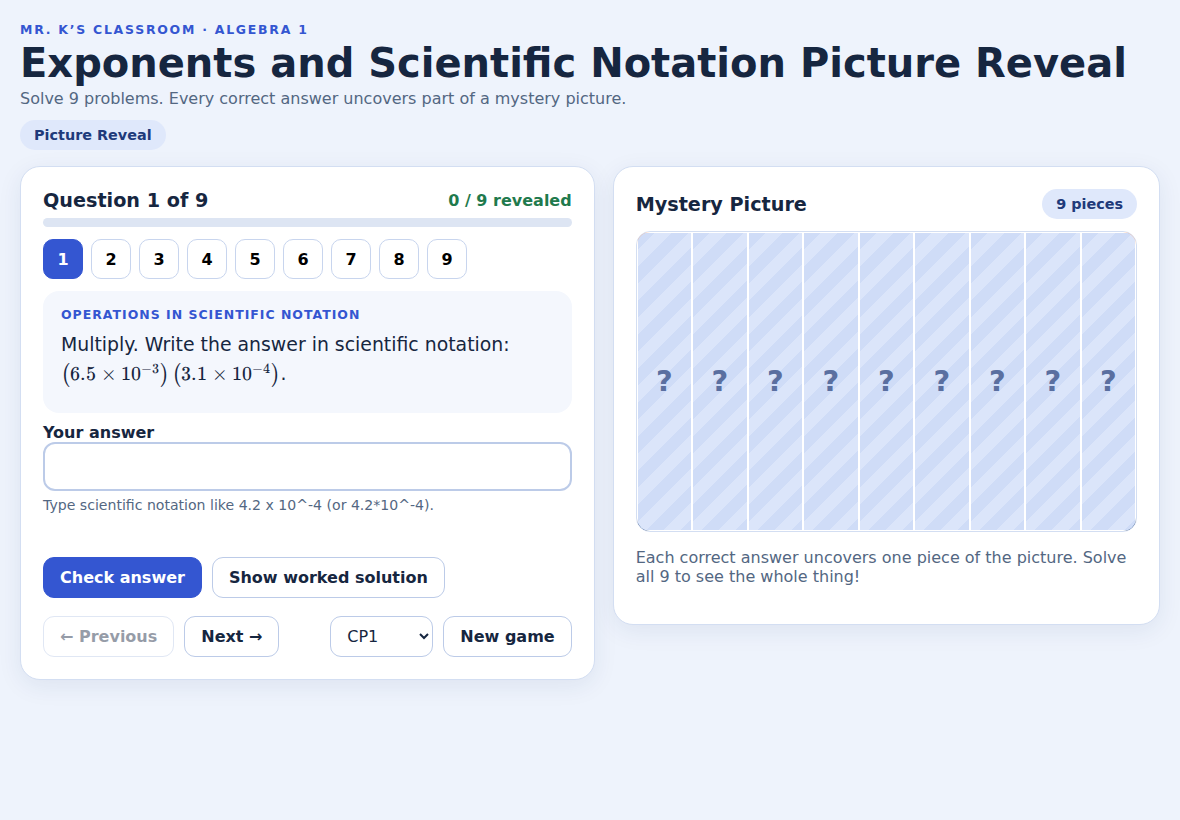 MR. K'S CLASSROOM · ALGEBRA 1
Exponents and Scientific Notation Picture Reveal
Solve 9 problems. Every correct answer uncovers part of a mystery picture.
Picture Reveal
Question 1 of 9
0 / 9 revealed
1 2 3 4 5 6 7 8 9
OPERATIONS IN SCIENTIFIC NOTATION
Multiply. Write the answer in scientific notation:
(6.5 × 10⁻³) (3.1 × 10⁻⁴).
Your answer
Type scientific notation like 4.2 x 10^-4 (or 4.2*10^-4).
Check answer
Show worked solution
← Previous
Next →
CP1
New game
Mystery Picture
9 pieces
? ? ? ? ? ? ? ? ?
Each correct answer uncovers one piece of the picture. Solve
all 9 to see the whole thing!